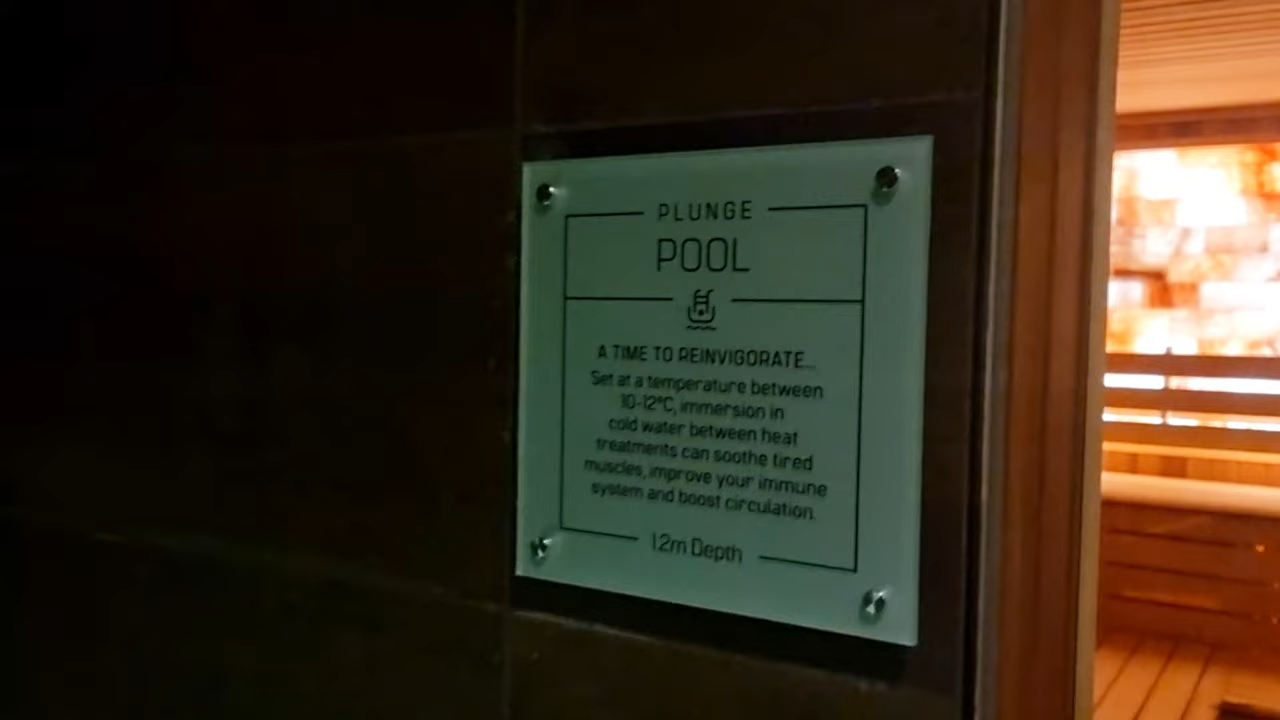 PLUNGE
POOL
A TIME TO REINVIGORATE...
Set at a temperature between
10-12°C, immersion in
cold water between heat
treatments can soothe tired
muscles, improve your immune
system and boost circulation.
1.2m Depth